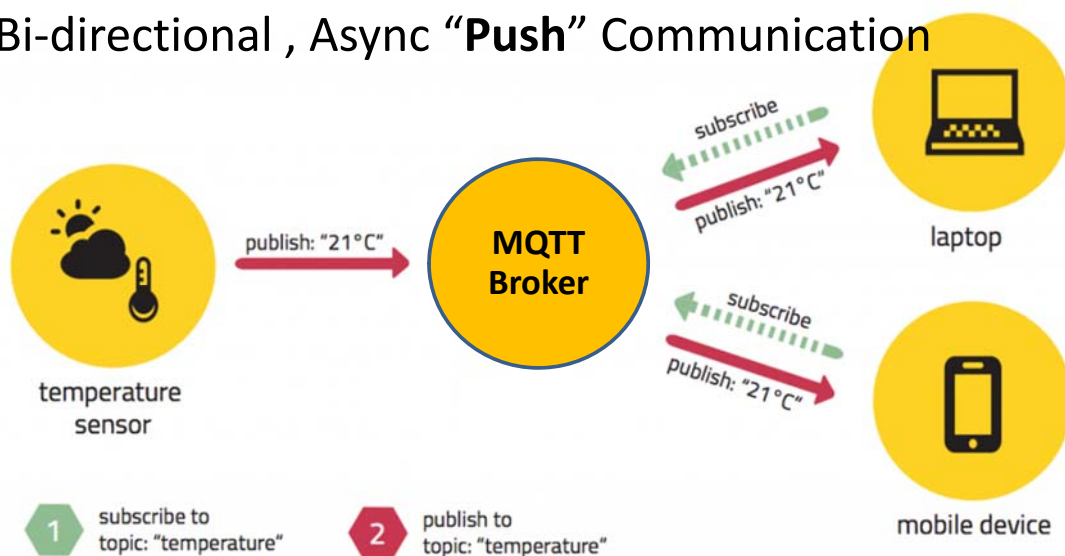 Bi-directional , Async “Push” Communication
subscribe
publish: “21°C”
laptop
publish: “21°C”
MQTT
Broker
subscribe
publish: “21°C”
temperature
sensor
mobile device
1
subscribe to
topic: “temperature”
2
publish to
topic: “temperature”